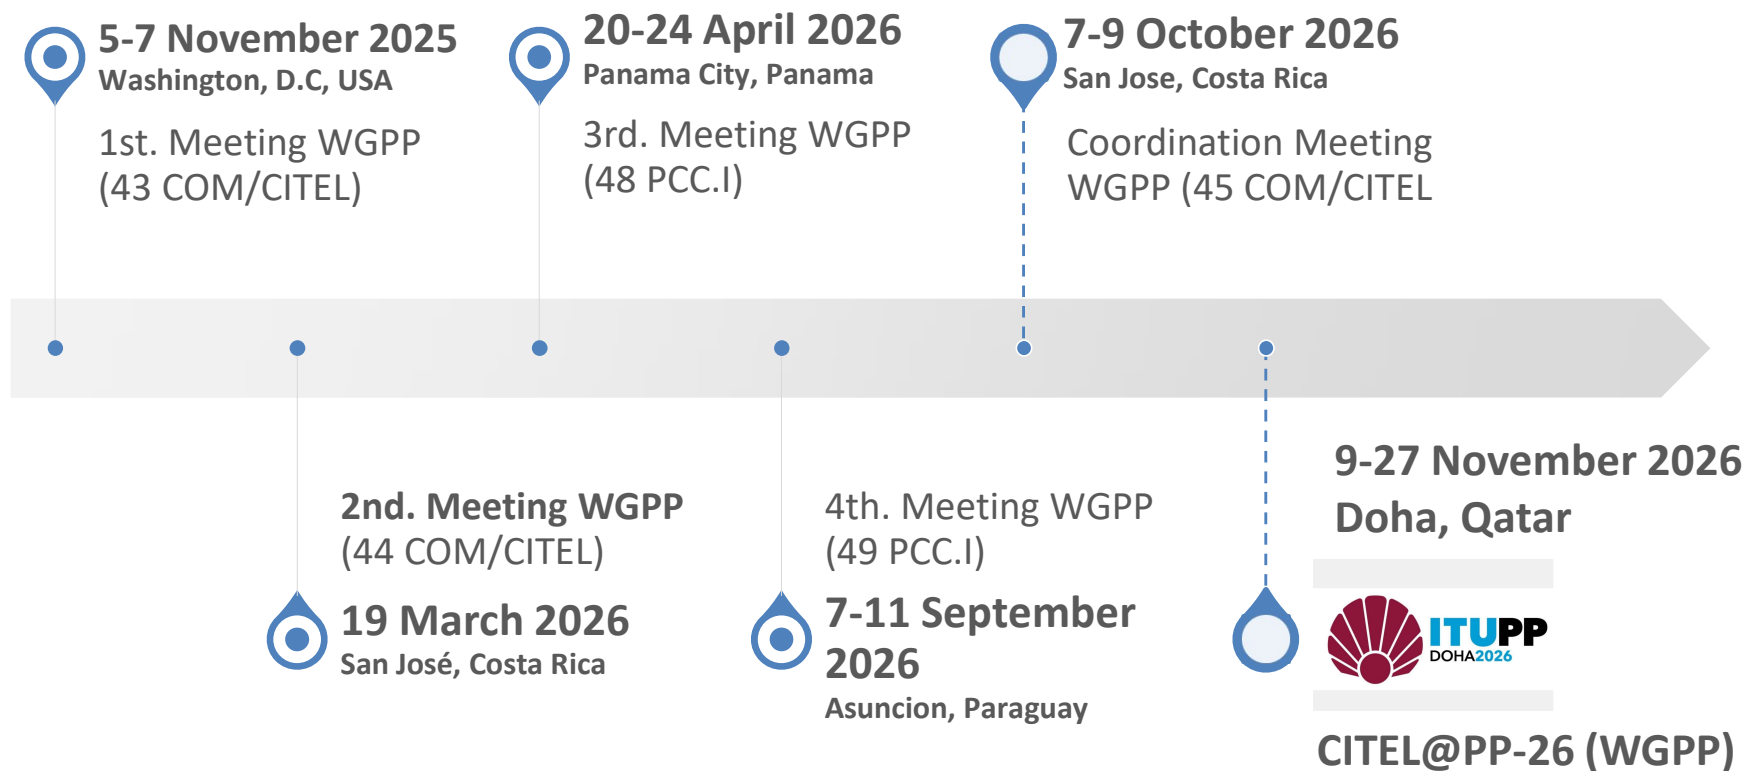 5-7 November 2025
Washington, D.C, USA
1st. Meeting WGPP
(43 COM/CITEL)
20-24 April 2026
Panama City, Panama
3rd. Meeting WGPP
(48 PCC.I)
7-9 October 2026
San Jose, Costa Rica
Coordination Meeting
WGPP (45 COM/CITEL
2nd. Meeting WGPP
(44 COM/CITEL)
19 March 2026
San José, Costa Rica
4th. Meeting WGPP
(49 PCC.I)
7-11 September
2026
Asuncion, Paraguay
9-27 November 2026
Doha, Qatar
ITUPP
DOHA2026
CITEL@PP-26 (WGPP)